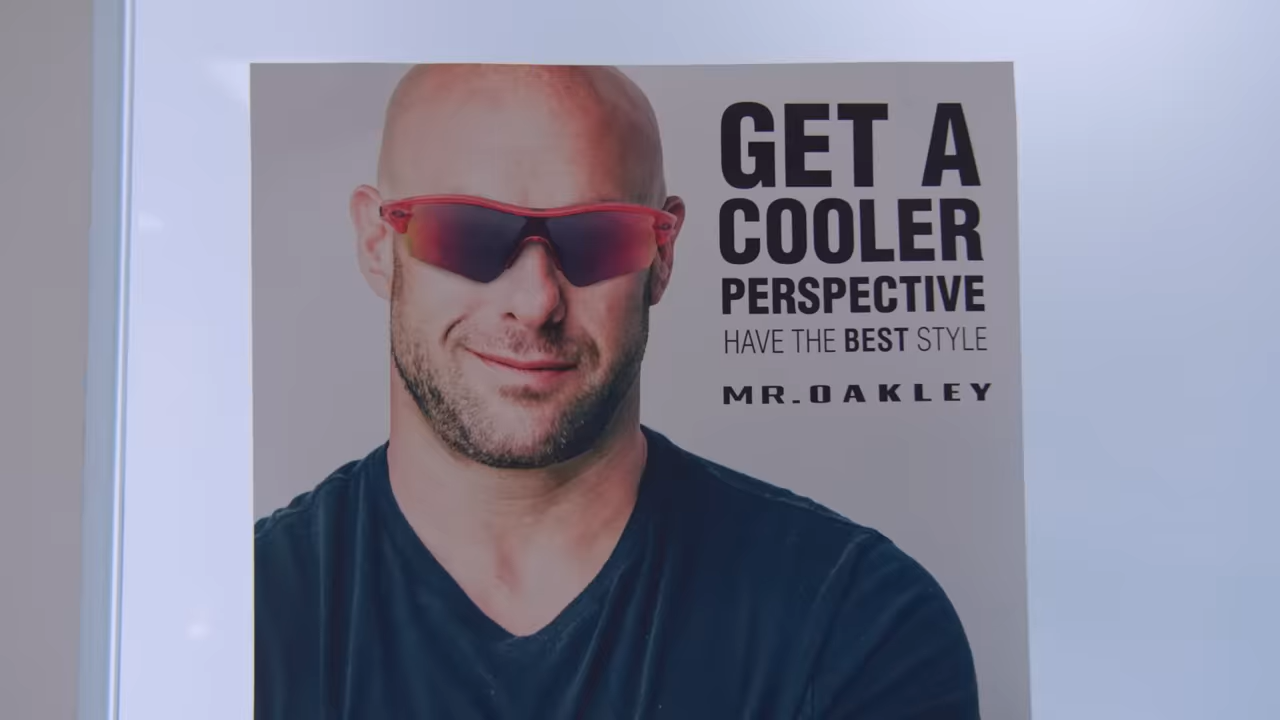 GET A
COOLER
PERSPECTIVE
HAVE THE BEST STYLE
MR.OAKLEY